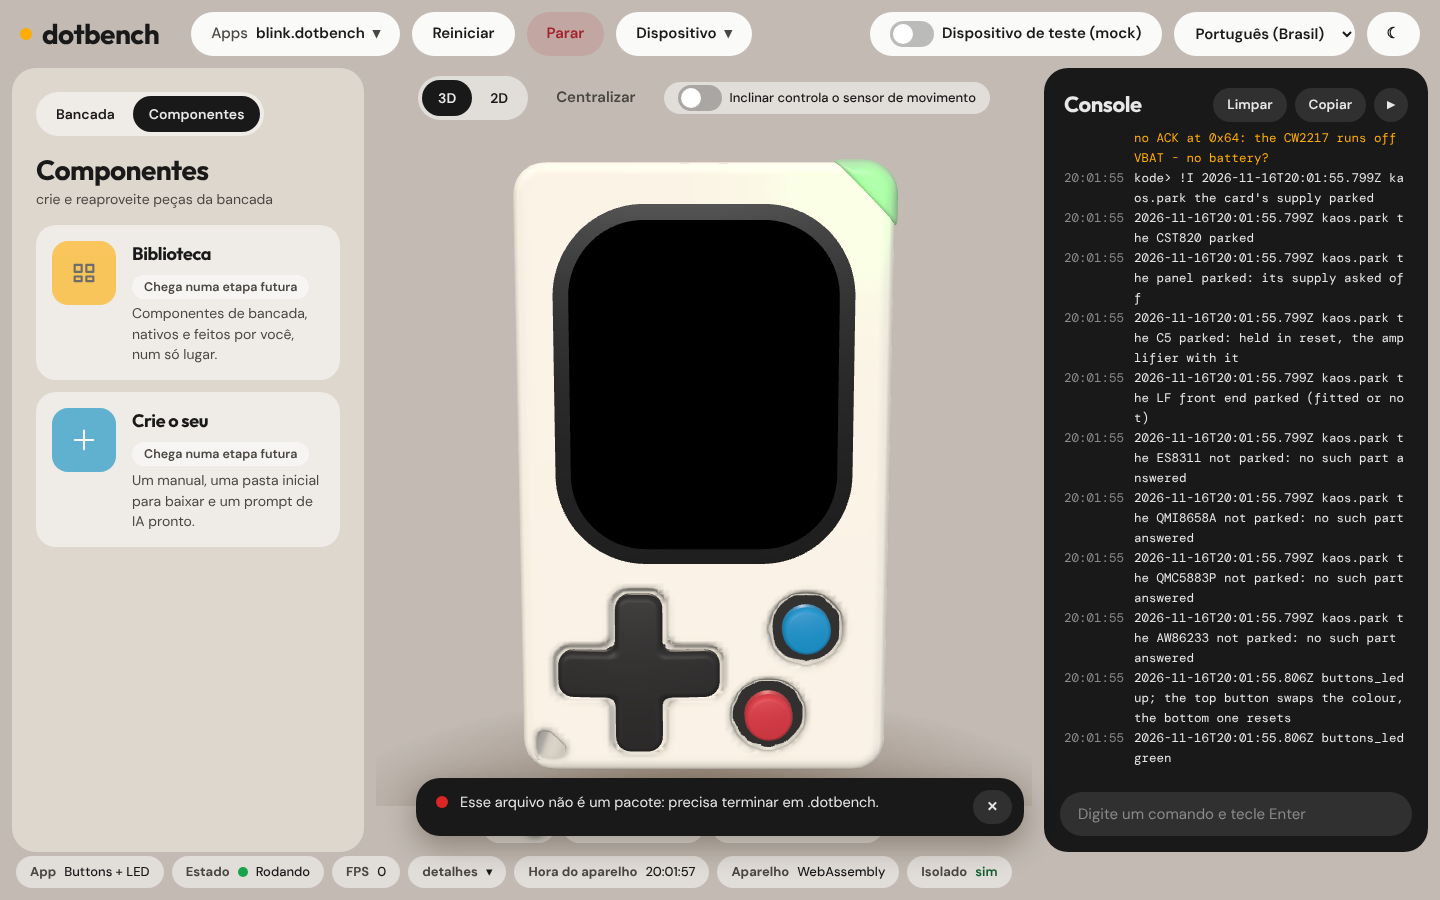 dotbench
Apps blink.dotbench ▾
Reiniciar
Parar
Dispositivo ▾
Dispositivo de teste (mock)
Português (Brasil)
Bancada
Componentes
Componentes
crie e reaproveite peças da bancada
Biblioteca
Chega numa etapa futura
Componentes de bancada,
nativos e feitos por você,
num só lugar.
Crie o seu
Chega numa etapa futura
Um manual, uma pasta inicial
para baixar e um prompt de
IA pronto.
3D
2D
Centralizar
Inclinar controla o sensor de movimento
Console
Limpar
Copiar
no ACK at 0x64: the CW2217 runs off
VBAT - no battery?
20:01:55 kode> !I 2026-11-16T20:01:55.799Z ka
os.park the card's supply parked
20:01:55 2026-11-16T20:01:55.799Z kaos.park t
he CST820 parked
20:01:55 2026-11-16T20:01:55.799Z kaos.park t
he panel parked: its supply asked of
f
20:01:55 2026-11-16T20:01:55.799Z kaos.park t
he C5 parked: held in reset, the amp
lifier with it
20:01:55 2026-11-16T20:01:55.799Z kaos.park t
he LF front end parked (fitted or no
t)
20:01:55 2026-11-16T20:01:55.799Z kaos.park t
he ES8311 not parked: no such part a
nswered
20:01:55 2026-11-16T20:01:55.799Z kaos.park t
he QMI8658A not parked: no such part
answered
20:01:55 2026-11-16T20:01:55.799Z kaos.park t
he QMC5883P not parked: no such part
answered
20:01:55 2026-11-16T20:01:55.799Z kaos.park t
he AW86233 not parked: no such part
answered
20:01:55 2026-11-16T20:01:55.806Z buttons_led
up; the top button swaps the colour,
the bottom one resets
20:01:55 2026-11-16T20:01:55.806Z buttons_led
green
Digite um comando e tecle Enter
Esse arquivo não é um pacote: precisa terminar em .dotbench.
App Buttons + LED
Estado Rodando
FPS 0
detalhes ▾
Hora do aparelho 20:01:57
Aparelho WebAssembly
Isolado sim